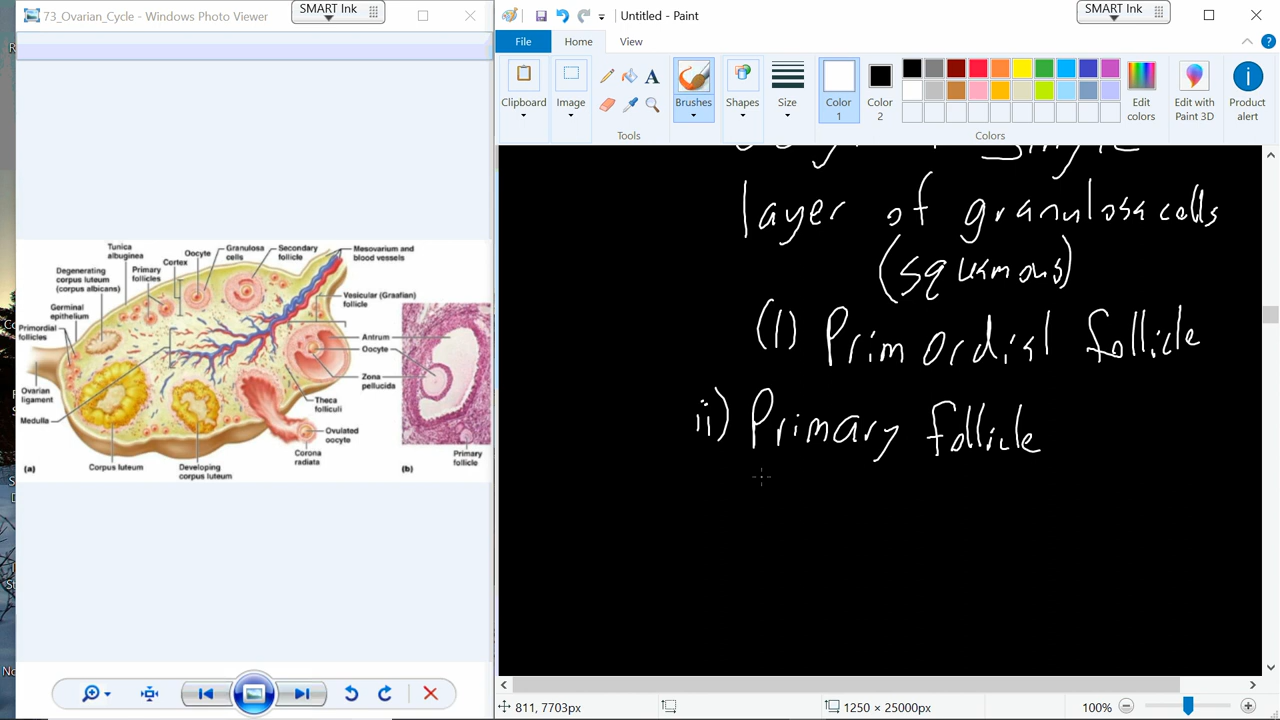 73_Ovarian_Cycle - Windows Photo Viewer
SMART Ink
Untitled - Paint
SMART Ink
File
Home
View
Clipboard
Image
Tools
Brushes
Shapes
Size
Color 1
Color 2
Colors
Edit colors
Edit with Paint 3D
Product alert
Tunica albuginea
Oocyte
Granulosa cells
Secondary follicle
Mesovarium and blood vessels
Cortex
Primary follicles
Degenerating corpus luteum (corpus albicans)
Vesicular (Graafian) follicle
Germinal epithelium
Primordial follicles
Antrum
Oocyte
Zona pellucida
Ovarian ligament
Theca folliculi
Medulla
Ovulated oocyte
Corona radiata
Primary follicle
(a)
Corpus luteum
Developing corpus luteum
(b)
single
layer of granulosa cells
(squamous)
(1) Primordial follicle
ii) Primary follicle
811, 7703px
1250 × 25000px
100%